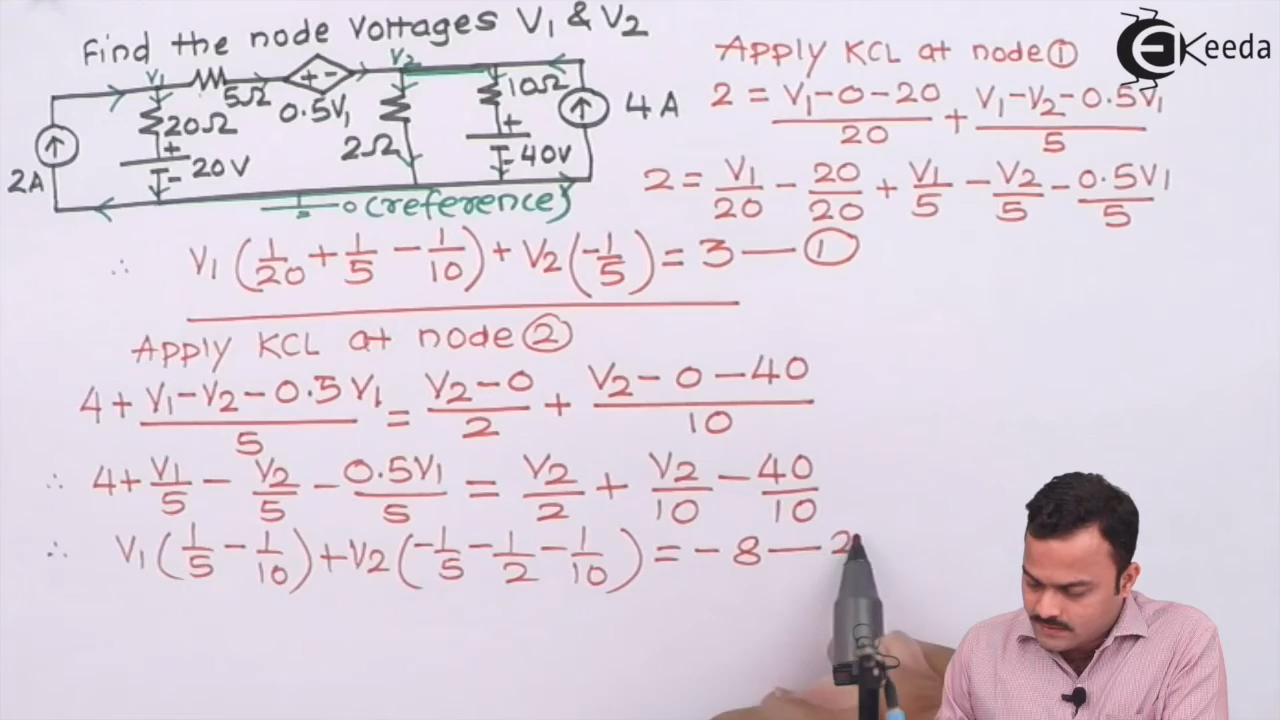 Find the node voltages V1 & V2
V1
V2
5Ω
0.5V1
+ -
10Ω
4A
20Ω
+
- 20V
2Ω
+
- 40V
2A
0(reference)
Apply KCL at node ①
2 = V1-0-20/20 + V1-V2-0.5V1/5
2 = V1/20 - 20/20 + V1/5 - V2/5 - 0.5V1/5
∴ V1(1/20 + 1/5 - 1/10) + V2(-1/5) = 3 — ①
Apply KCL at node ②
4 + V1-V2-0.5V1/5 = V2-0/2 + V2-0-40/10
∴ 4 + V1/5 - V2/5 - 0.5V1/5 = V2/2 + V2/10 - 40/10
∴ V1(1/5 - 1/10) + V2(-1/5 - 1/2 - 1/10) = -8 — 2
EKeeda